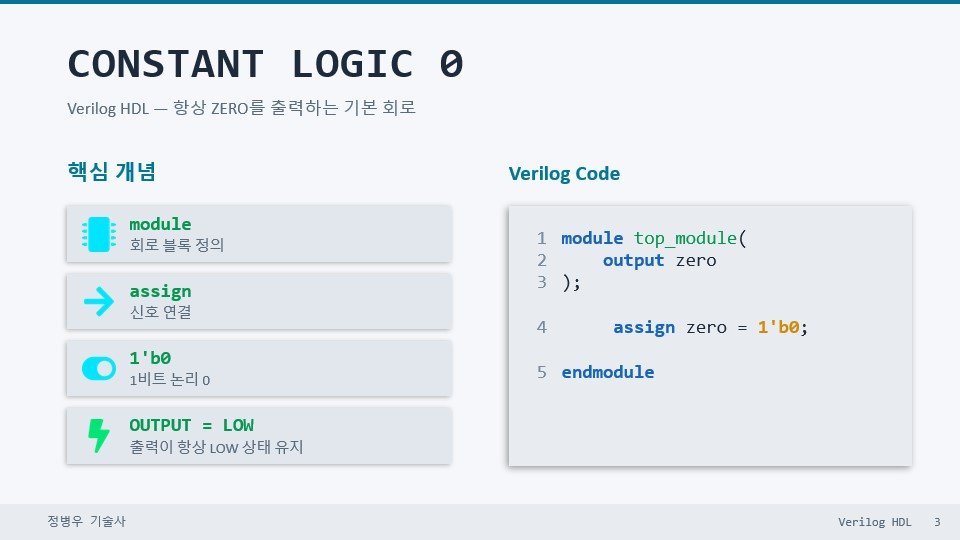 CONSTANT LOGIC 0
Verilog HDL — 항상 ZERO를 출력하는 기본 회로
핵심 개념
module
회로 블록 정의
assign
신호 연결
1'b0
1비트 논리 0
OUTPUT = LOW
출력이 항상 LOW 상태 유지
Verilog Code
1 module top_module(
2     output zero
3 );
4      assign zero = 1'b0;
5 endmodule
정병우 기술사
Verilog HDL 3